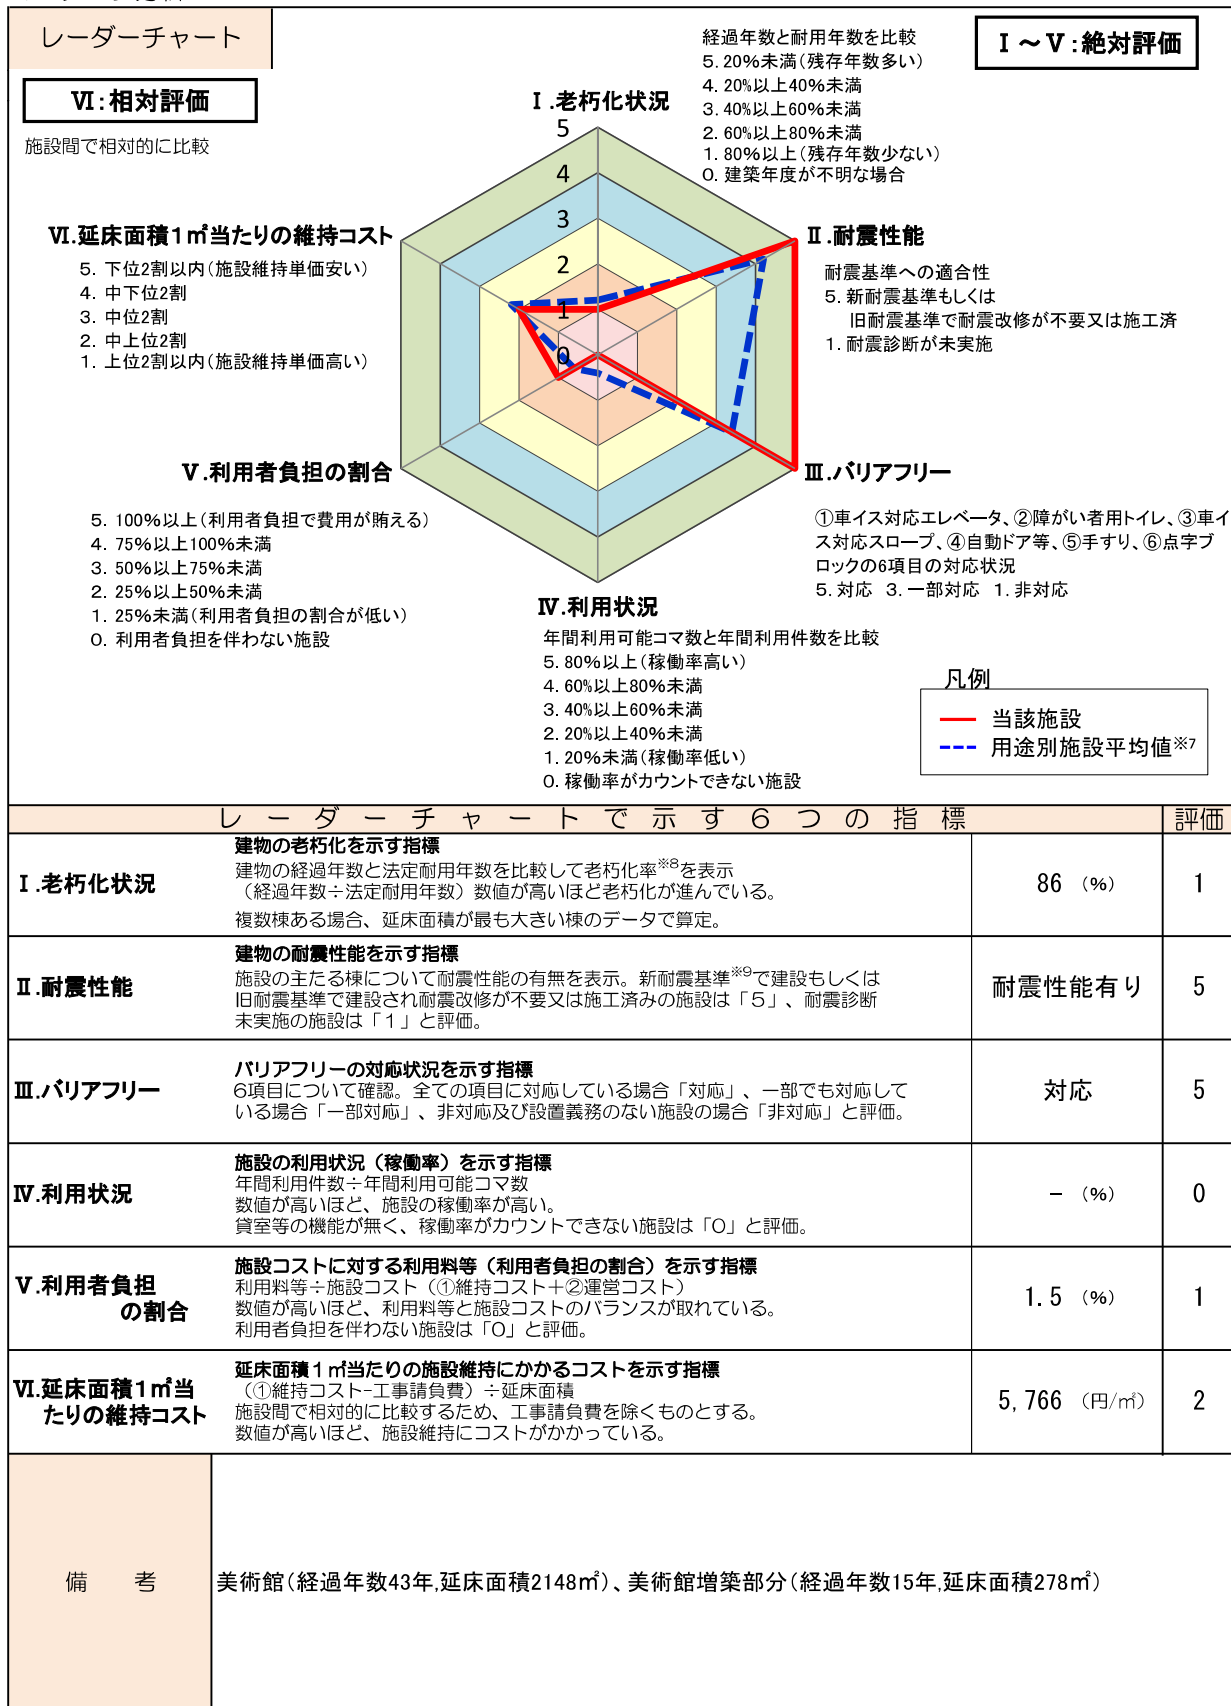 レーダーチャート
Ⅰ～Ⅴ:絶対評価
Ⅵ:相対評価
施設間で相対的に比較
経過年数と耐用年数を比較
5. 20%未満(残存年数多い)
4. 20%以上40%未満
3. 40%以上60%未満
2. 60%以上80%未満
1. 80%以上(残存年数少ない)
0. 建築年度が不明な場合
Ⅰ.老朽化状況
5
4
3
2
1
0
Ⅱ.耐震性能
耐震基準への適合性
5. 新耐震基準もしくは
旧耐震基準で耐震改修が不要又は施工済
1. 耐震診断が未実施
Ⅵ.延床面積1㎡当たりの維持コスト
5. 下位2割以内(施設維持単価安い)
4. 中下位2割
3. 中位2割
2. 中上位2割
1. 上位2割以内(施設維持単価高い)
Ⅴ.利用者負担の割合
5. 100%以上(利用者負担で費用が賄える)
4. 75%以上100%未満
3. 50%以上75%未満
2. 25%以上50%未満
1. 25%未満(利用者負担の割合が低い)
0. 利用者負担を伴わない施設
Ⅲ.バリアフリー
①車イス対応エレベータ、②障がい者用トイレ、③車イ
ス対応スロープ、④自動ドア等、⑤手すり、⑥点字ブ
ロックの6項目の対応状況
5. 対応 3. 一部対応 1. 非対応
Ⅳ.利用状況
年間利用可能コマ数と年間利用件数を比較
5. 80%以上(稼働率高い)
4. 60%以上80%未満
3. 40%以上60%未満
2. 20%以上40%未満
1. 20%未満(稼働率低い)
0. 稼働率がカウントできない施設
凡例
当該施設
用途別施設平均値※7
レーダーチャートで示す6つの指標 評価
Ⅰ.老朽化状況
建物の老朽化を示す指標
建物の経過年数と法定耐用年数を比較して老朽化率※8を表示
(経過年数÷法定耐用年数) 数値が高いほど老朽化が進んでいる。
複数棟ある場合、延床面積が最も大きい棟のデータで算定。
86 (%) 1
Ⅱ.耐震性能
建物の耐震性能を示す指標
施設の主たる棟について耐震性能の有無を表示。新耐震基準※9で建設もしくは
旧耐震基準で建設され耐震改修が不要又は施工済みの施設は「5」、耐震診断
未実施の施設は「1」と評価。
耐震性能有り 5
Ⅲ.バリアフリー
バリアフリーの対応状況を示す指標
6項目について確認。全ての項目に対応している場合「対応」、一部でも対応して
いる場合「一部対応」、非対応及び設置義務のない施設の場合「非対応」と評価。
対応 5
Ⅳ.利用状況
施設の利用状況(稼働率)を示す指標
年間利用件数÷年間利用可能コマ数
数値が高いほど、施設の稼働率が高い。
貸室等の機能が無く、稼働率がカウントできない施設は「0」と評価。
－ (%) 0
Ⅴ.利用者負担
の割合
施設コストに対する利用料等(利用者負担の割合)を示す指標
利用料等÷施設コスト(①維持コスト+②運営コスト)
数値が高いほど、利用料等と施設コストのバランスが取れている。
利用者負担を伴わない施設は「0」と評価。
1.5 (%) 1
Ⅵ.延床面積1㎡当
たりの維持コスト
延床面積1㎡当たりの施設維持にかかるコストを示す指標
(①維持コスト-工事請負費)÷延床面積
施設間で相対的に比較するため、工事請負費を除くものとする。
数値が高いほど、施設維持にコストがかかっている。
5,766 (円/㎡) 2
備 考
美術館(経過年数43年,延床面積2148㎡)、美術館増築部分(経過年数15年,延床面積278㎡)